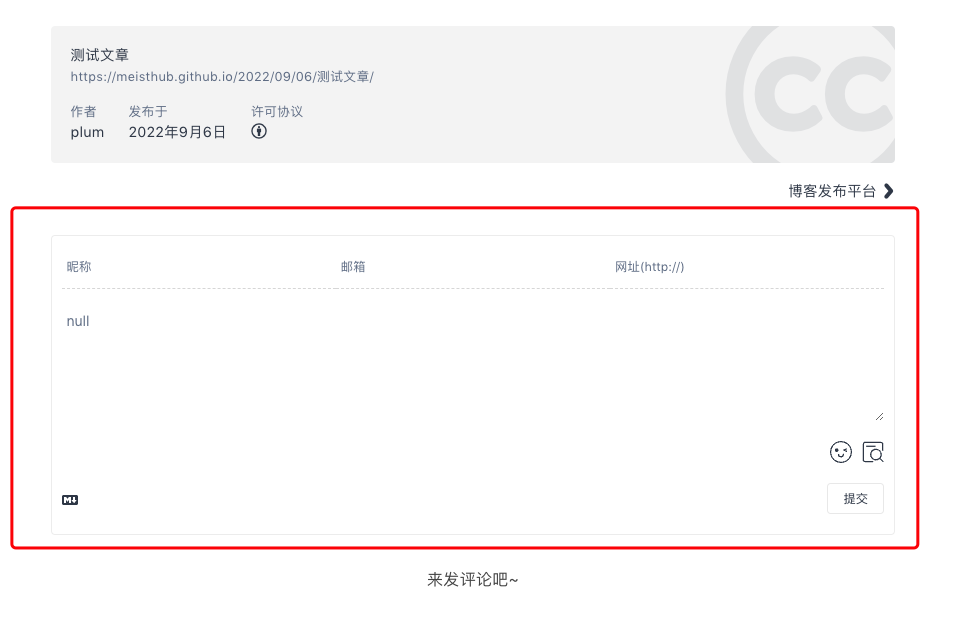 测试文章
https://meisthub.github.io/2022/09/06/测试文章/
作者 发布于 许可协议
plum 2022年9月6日
博客发布平台
昵称 邮箱 网址(http://)
null
M
提交
来发评论吧~